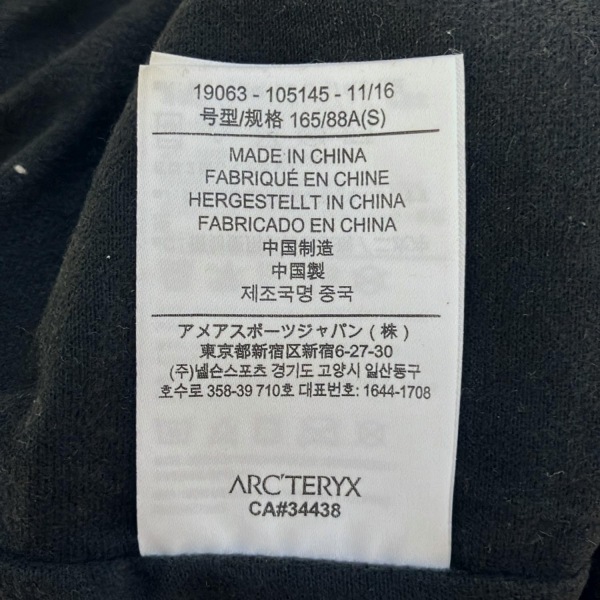 19063 - 105145 - 11/16
号型/规格 165/88A(S)
MADE IN CHINA
FABRIQUÉ EN CHINE
HERGESTELLT IN CHINA
FABRICADO EN CHINA
中国制造
中国製
제조국명 중국
アメアスポーツジャパン ( 株 )
東京都新宿区新宿6-27-30
(주)넬슨스포츠 경기도 고양시 일산동구
호수로 358-39 710호 대표번호: 1644-1708
ARC'TERYX
CA#34438